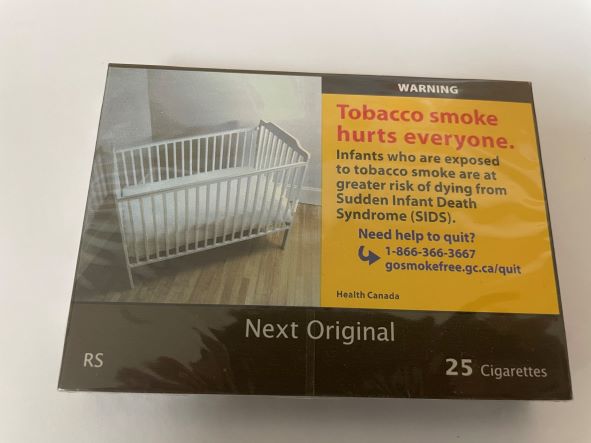 WARNING
Tobacco smoke
hurts everyone.
Infants who are exposed
to tobacco smoke are at
greater risk of dying from
Sudden Infant Death
Syndrome (SIDS).
Need help to quit?
1-866-366-3667
gosmokefree.gc.ca/quit
Health Canada
Next Original
RS
25 Cigarettes